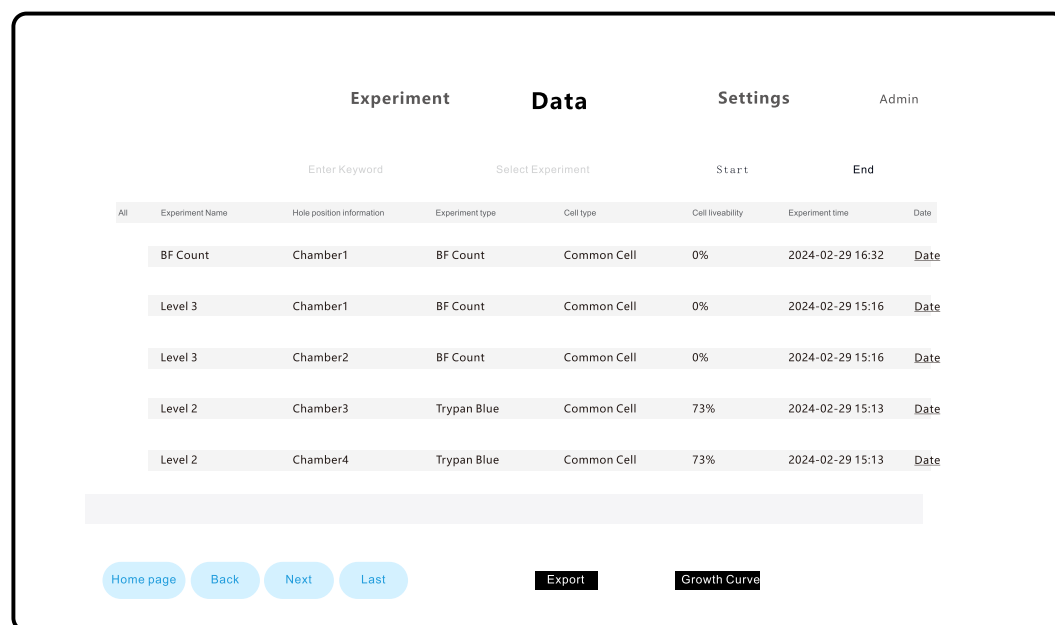 Experiment Data Settings Admin
Enter Keyword Select Experiment Start End
All Experiment Name Hole position information Experiment type Cell type Cell liveability Experiment time Date
BF Count Chamber1 BF Count Common Cell 0% 2024-02-29 16:32 Date
Level 3 Chamber1 BF Count Common Cell 0% 2024-02-29 15:16 Date
Level 3 Chamber2 BF Count Common Cell 0% 2024-02-29 15:16 Date
Level 2 Chamber3 Trypan Blue Common Cell 73% 2024-02-29 15:13 Date
Level 2 Chamber4 Trypan Blue Common Cell 73% 2024-02-29 15:13 Date
Home page Back Next Last Export Growth Curve